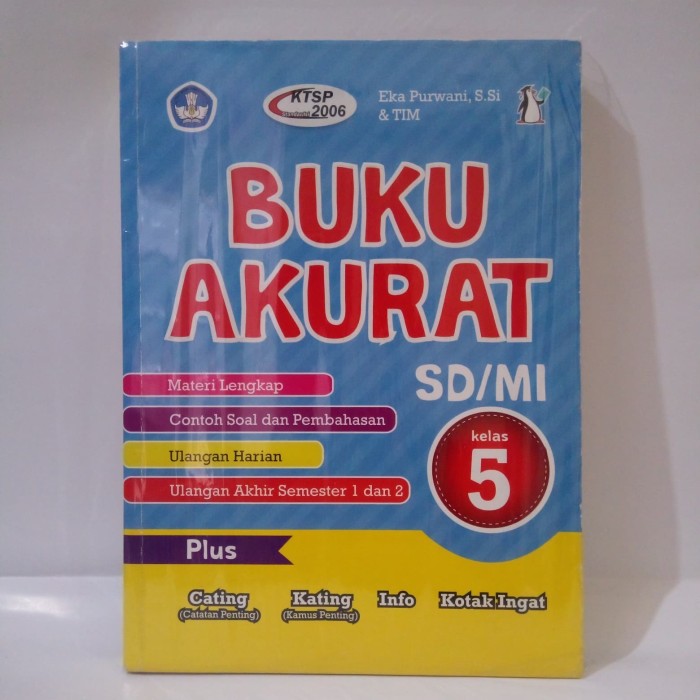 KTSP
2006
Eka Purwani, S.Si
& TIM
BUKU
AKURAT
SD/MI
Materi Lengkap
Contoh Soal dan Pembahasan
Ulangan Harian
Ulangan Akhir Semester 1 dan 2
kelas
5
Plus
Cating
(Catatan Penting)
Kating
(Kamus Penting)
Info
Kotak Ingat